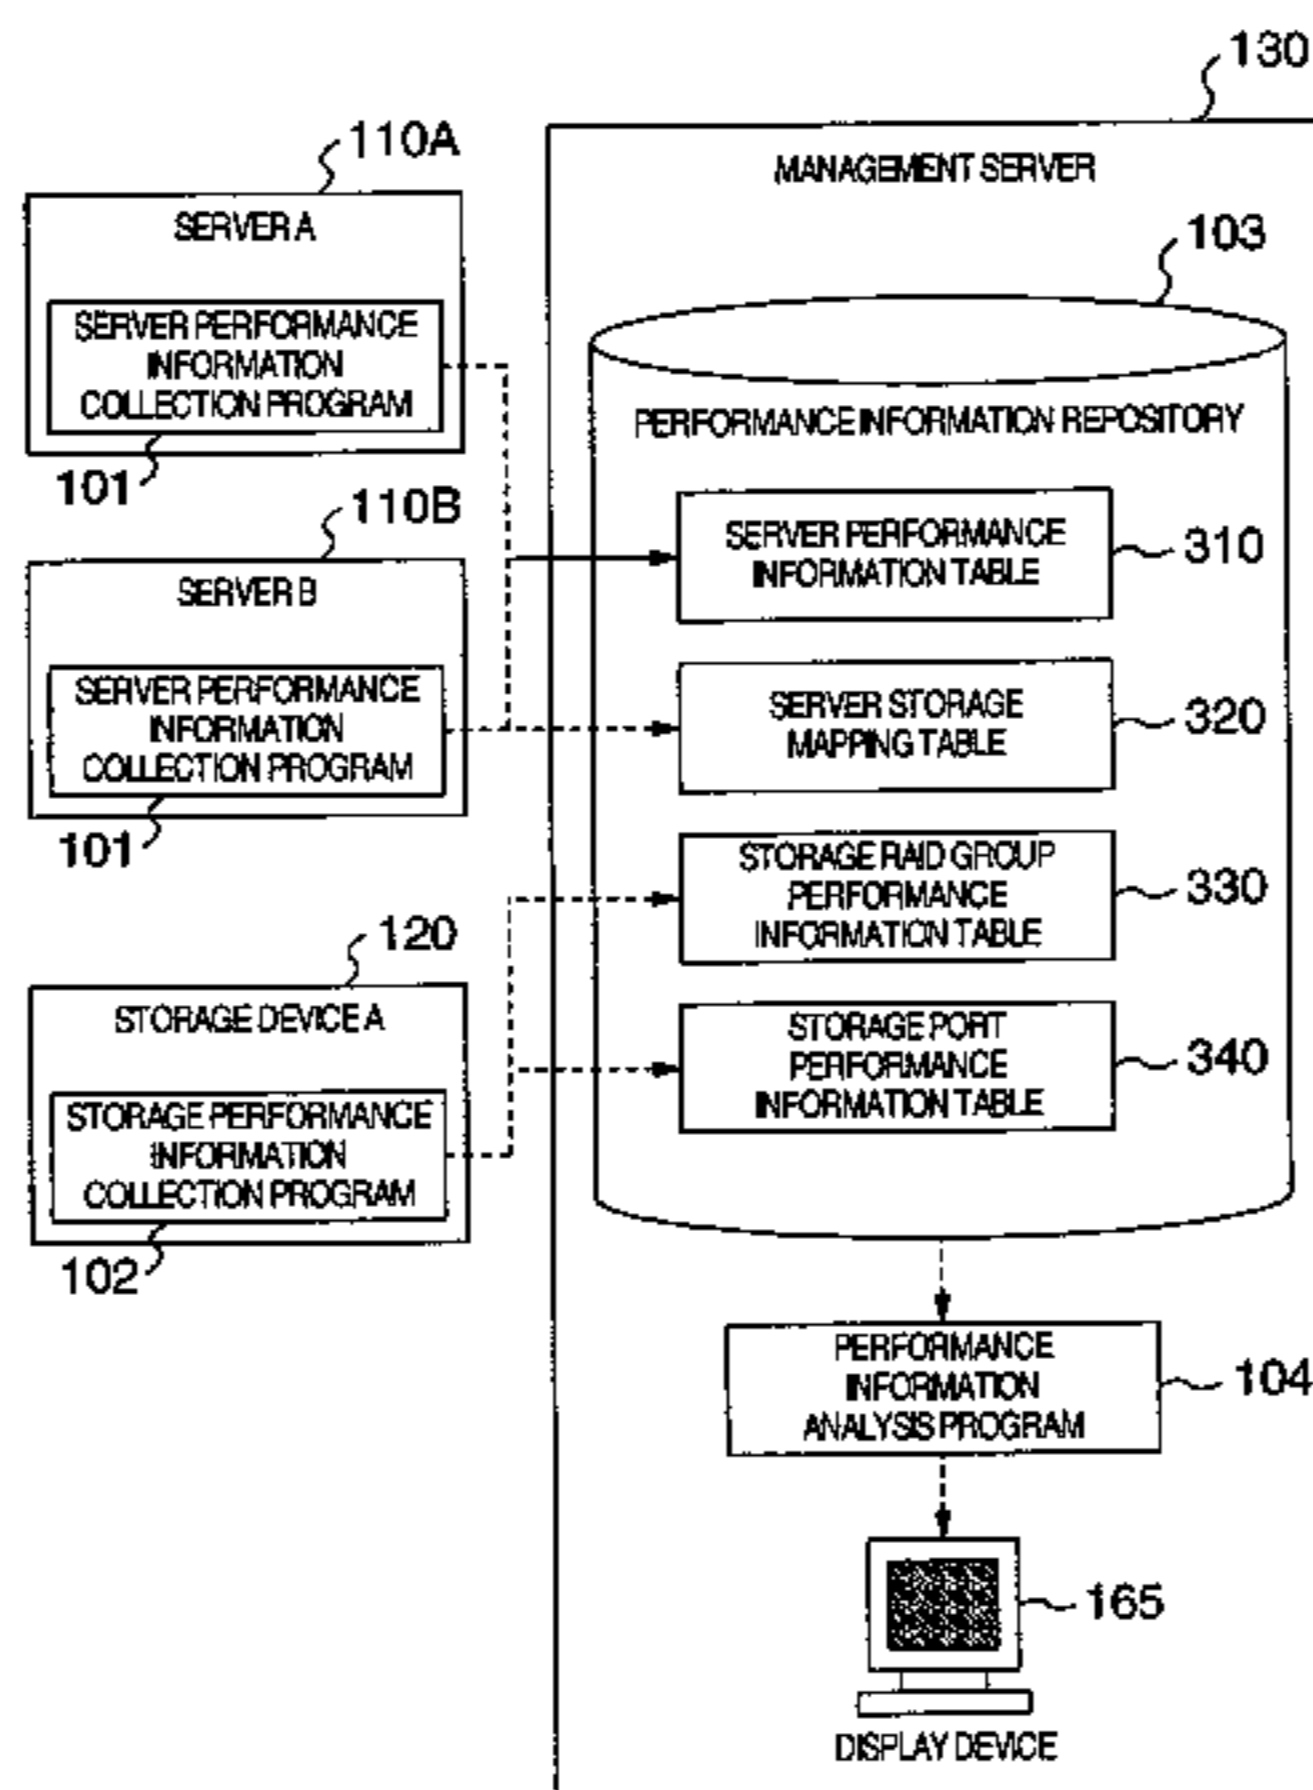 130
MANAGEMENT SERVER
110A
SERVER A
SERVER PERFORMANCE
INFORMATION
COLLECTION PROGRAM
101
110B
SERVER B
SERVER PERFORMANCE
INFORMATION
COLLECTION PROGRAM
101
120
STORAGE DEVICE A
STORAGE PERFORMANCE
INFORMATION
COLLECTION PROGRAM
102
103
PERFORMANCE INFORMATION REPOSITORY
SERVER PERFORMANCE
INFORMATION TABLE
310
SERVER STORAGE
MAPPING TABLE
320
STORAGE RAID GROUP
PERFORMANCE
INFORMATION TABLE
330
STORAGE PORT
PERFORMANCE
INFORMATION TABLE
340
PERFORMANCE
INFORMATION
ANALYSIS PROGRAM
104
165
DISPLAY DEVICE